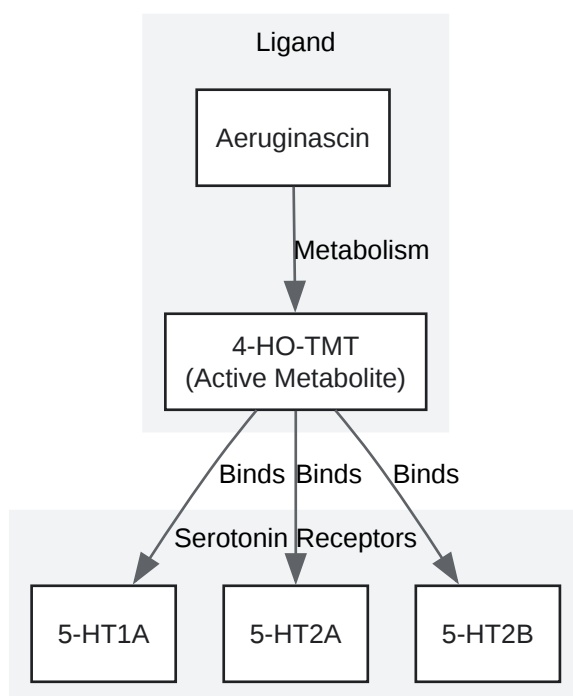 Ligand
Aeruginascin
Metabolism
4-HO-TMT
(Active Metabolite)
Binds
Binds
Binds
Serotonin Receptors
5-HT1A
5-HT2A
5-HT2B